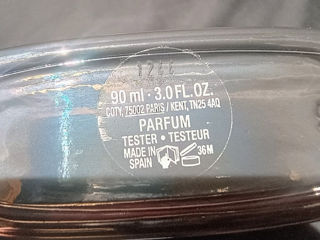 90 ml · 3.0 FL.OZ.
COTY, 75002 PARIS / KENT, TN25 4AQ
PARFUM
TESTER • TESTEUR
MADE IN
SPAIN
36M